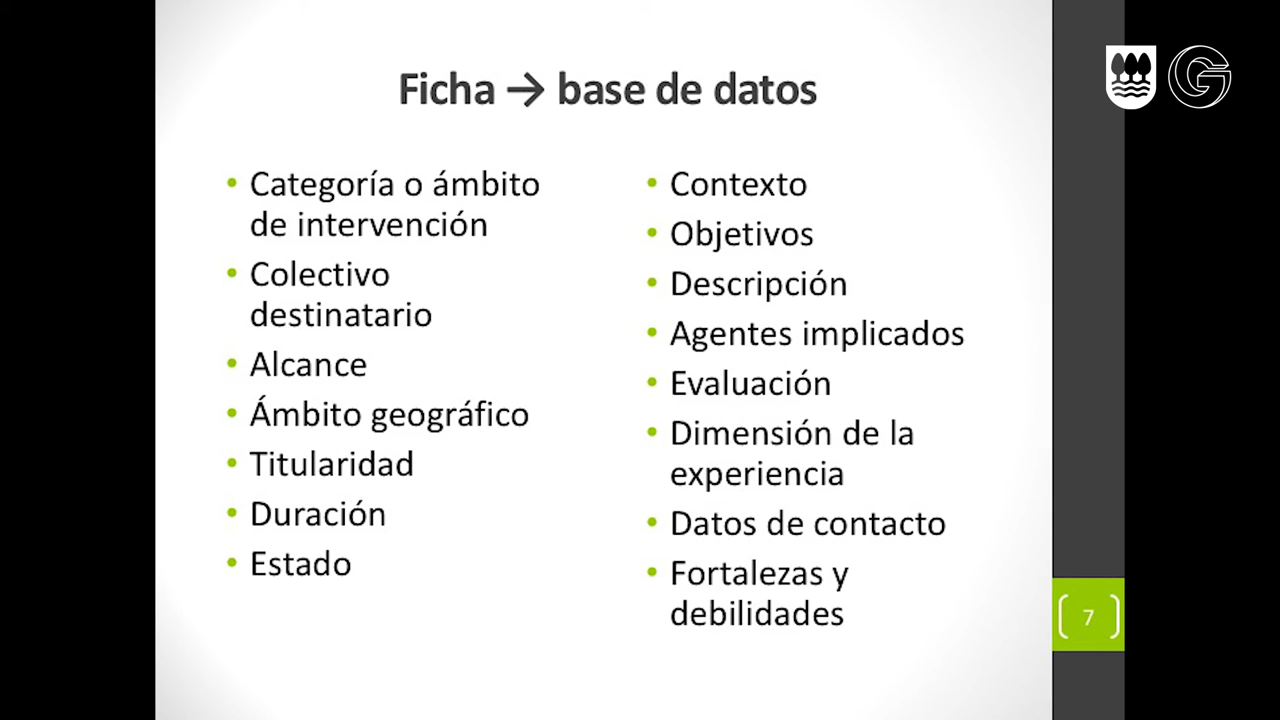 Ficha → base de datos
• Categoría o ámbito
de intervención
• Colectivo
destinatario
• Alcance
• Ámbito geográfico
• Titularidad
• Duración
• Estado
• Contexto
• Objetivos
• Descripción
• Agentes implicados
• Evaluación
• Dimensión de la
experiencia
• Datos de contacto
• Fortalezas y
debilidades
7
G